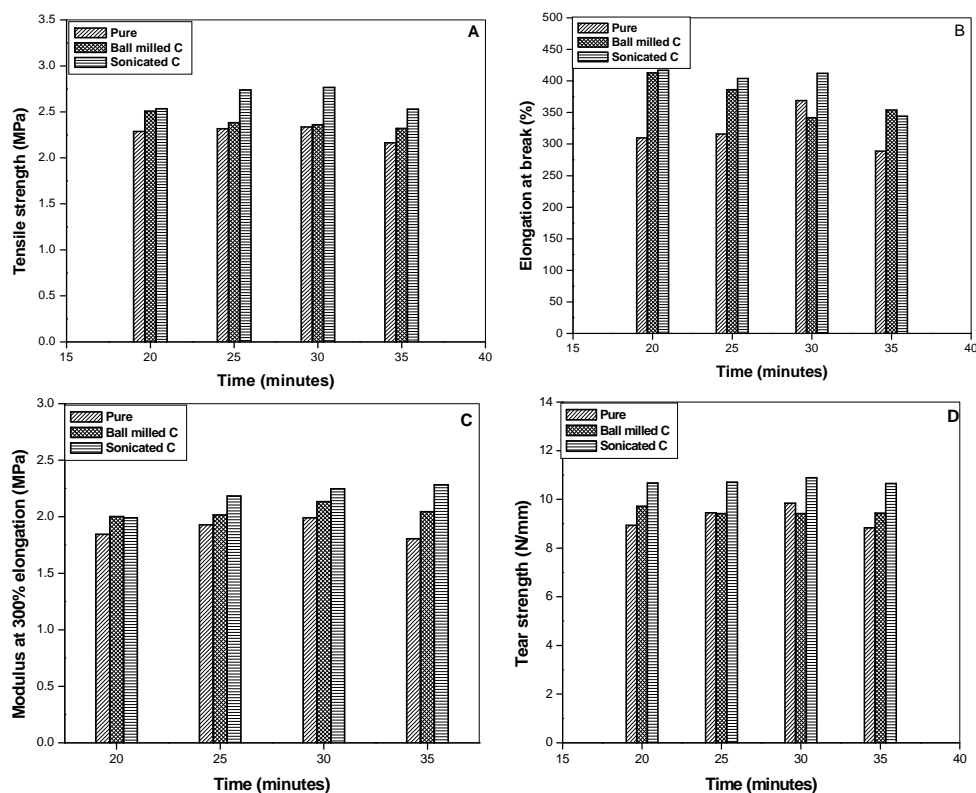 A
Pure
Ball milled C
Sonicated C
3.5
3.0
2.5
2.0
1.5
1.0
0.5
0.0
Tensile strength (MPa)
15 20 25 30 35 40
Time (minutes)
B
Pure
Ball milled C
Sonicated C
500
450
400
350
300
250
200
150
100
50
0
Elongation at break (%)
15 20 25 30 35 40
Time (minutes)
C
Pure
Ball milled C
Sonicated C
3.0
2.5
2.0
1.5
1.0
0.5
0.0
Modulus at 300% elongation (MPa)
20 25 30 35
Time (minutes)
D
Pure
Ball milled C
Sonicated C
14
12
10
8
6
4
2
0
Tear strength (N/mm)
15 20 25 30 35 40
Time (minutes)